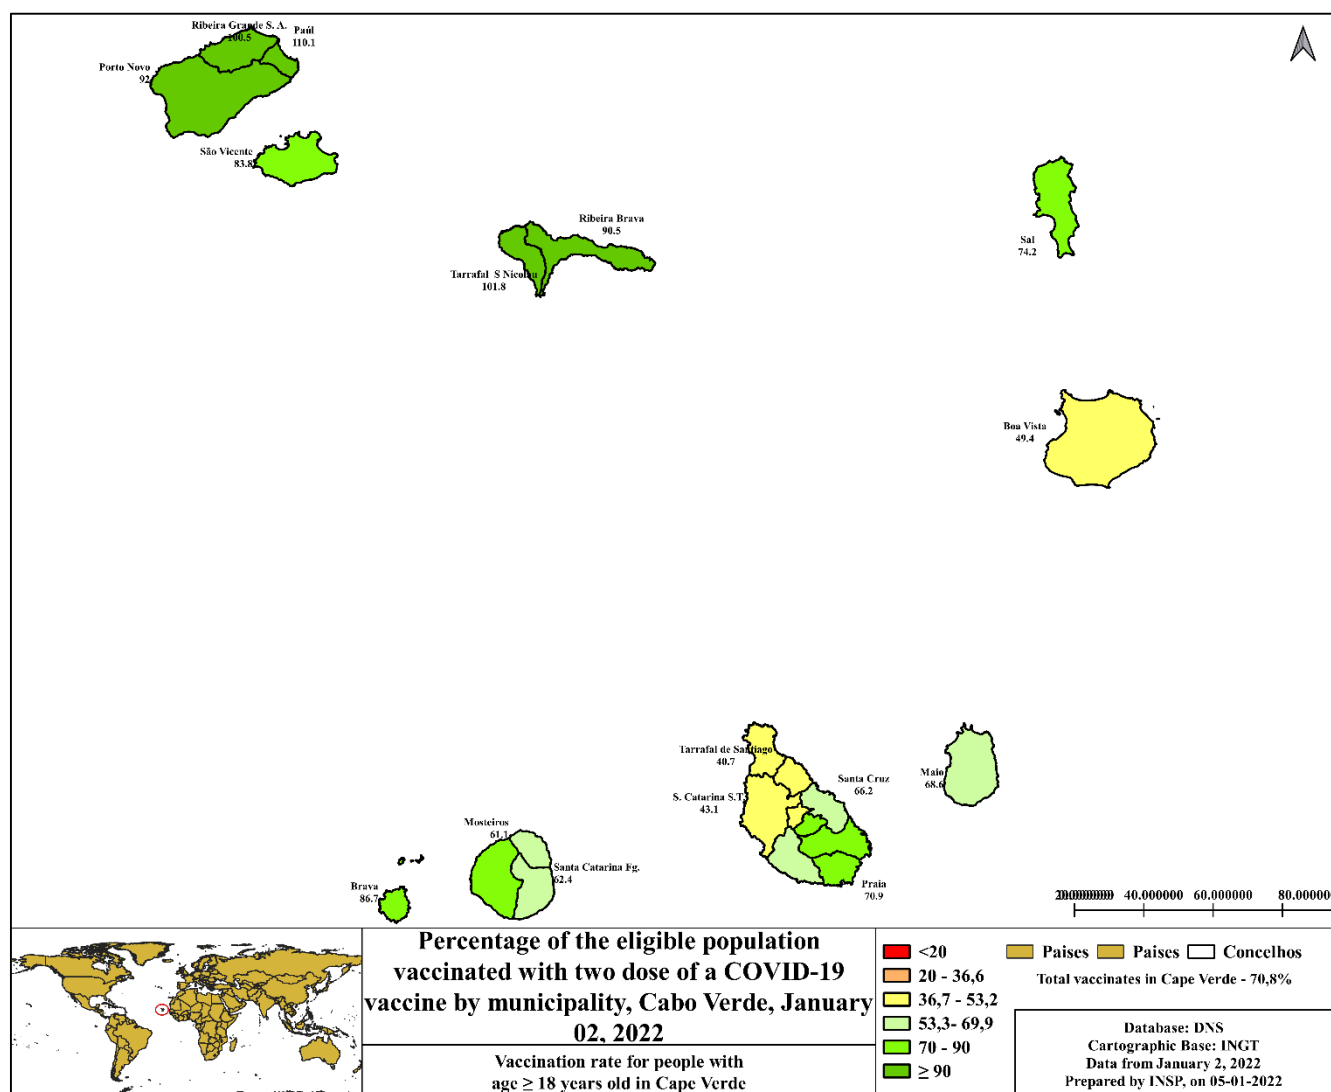 Ribeira Grande S. A.
100.5
Paúl
110.1
Porto Novo
92
São Vicente
83.8
Ribeira Brava
90.5
Tarrafal S Nicolau
101.8
Sal
74.2
Boa Vista
49.4
Tarrafal de Santiago
40.7
Santa Cruz
66.2
Maio
68.6
S. Catarina S.T.
43.1
Mosteiros
61.1
Santa Catarina Fg.
62.4
Brava
86.7
Praia
70.9
40.000000 60.000000 80.00000
Percentage of the eligible population
vaccinated with two dose of a COVID-19
vaccine by municipality, Cabo Verde, January
02, 2022
Vaccination rate for people with
age ≥ 18 years old in Cape Verde
<20
20 - 36,6
36,7 - 53,2
53,3- 69,9
70 - 90
≥ 90
Paises Paises Concelhos
Total vaccinates in Cape Verde - 70,8%
Database: DNS
Cartographic Base: INGT
Data from January 2, 2022
Prepared by INSP, on 05-01-2022